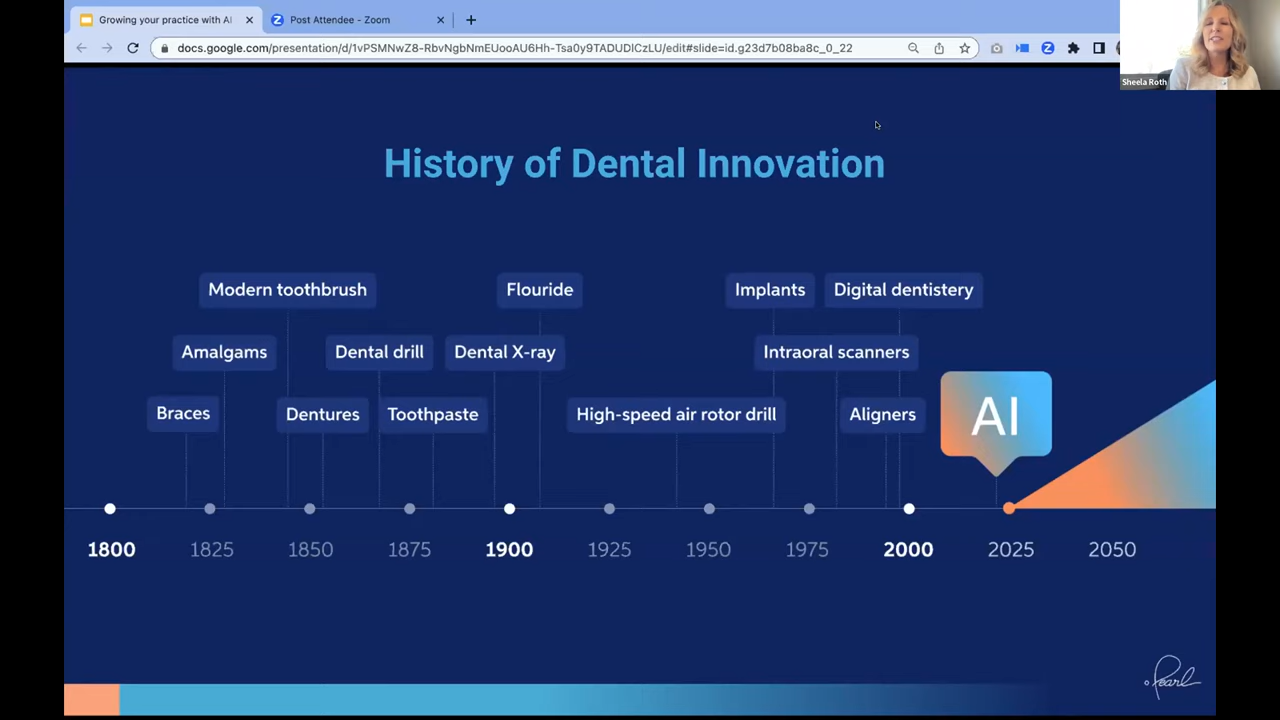 Growing your practice with AI
Post Attendee - Zoom
docs.google.com/presentation/d/1vPSMNwZ8-RbvNgbNmEUooAU6Hh-Tsa0y9TADUDlCzLU/edit#slide=id.g23d7b08ba8c_0_22
Sheela Roth
History of Dental Innovation
Modern toothbrush
Flouride
Implants
Digital dentistery
Amalgams
Dental drill
Dental X-ray
Intraoral scanners
Braces
Dentures
Toothpaste
High-speed air rotor drill
Aligners
AI
1800
1825
1850
1875
1900
1925
1950
1975
2000
2025
2050
Pearl